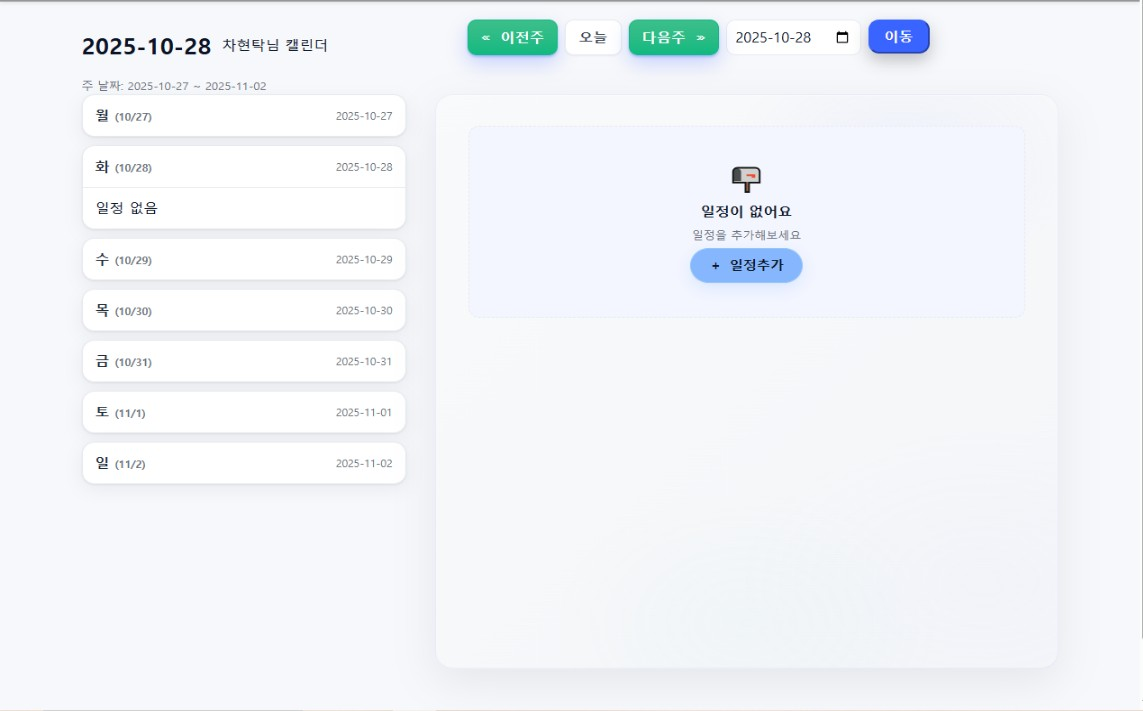 2025-10-28 차현탁님 캘린더
« 이전주 오늘 다음주 » 2025-10-28 이동
주 날짜: 2025-10-27 ~ 2025-11-02
월 (10/27) 2025-10-27
화 (10/28) 2025-10-28
일정 없음
수 (10/29) 2025-10-29
목 (10/30) 2025-10-30
금 (10/31) 2025-10-31
토 (11/1) 2025-11-01
일 (11/2) 2025-11-02
일정이 없어요
일정을 추가해보세요
+ 일정추가